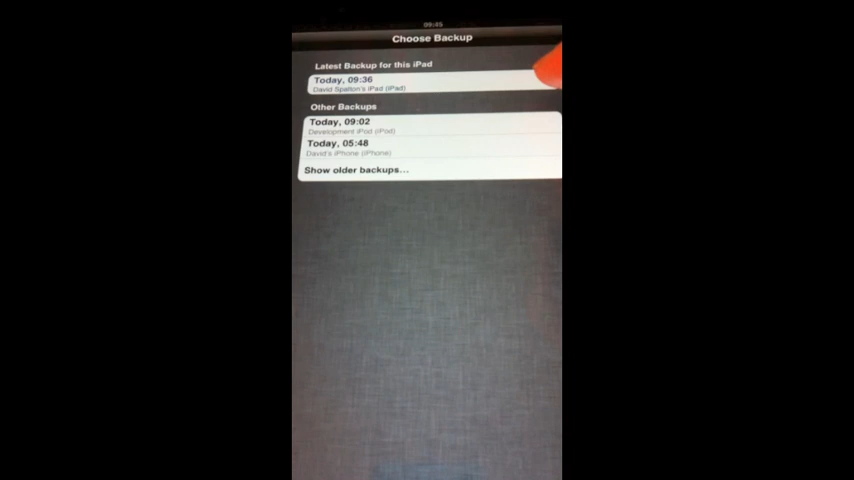 09:45
Choose Backup
Latest Backup for this iPad
Today, 09:36
David Spalton's iPad (iPad)
Other Backups
Today, 09:02
Development iPod (iPod)
Today, 05:48
David's iPhone (iPhone)
Show older backups...